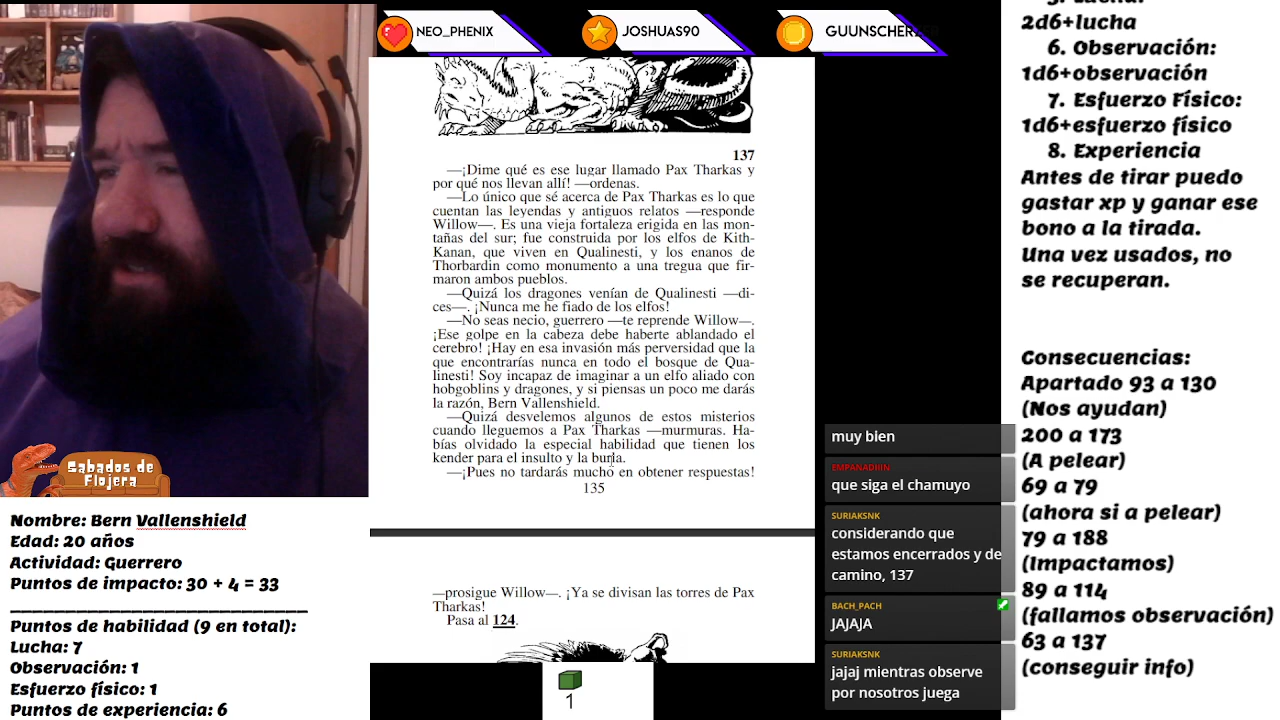 NEO_PHENIX
JOSHUAS90
GUUNSCHER
137
—¡Dime qué es ese lugar llamado Pax Tharkas y
por qué nos llevan allí! —ordenas.
—Lo único que sé acerca de Pax Tharkas es lo que
cuentan las leyendas y antiguos relatos —responde
Willow—. Es una vieja fortaleza erigida en las mon-
tañas del sur; fue construida por los elfos de Kith-
Kanan, que viven en Qualinesti, y los enanos de
Thorbardin como monumento a una tregua que fir-
maron ambos pueblos.
—Quizá los dragones venían de Qualinesti —di-
ces—. ¡Nunca me he fiado de los elfos!
—No seas necio, guerrero —te reprende Willow—.
¡Ese golpe en la cabeza debe haberte ablandado el
cerebro! ¡Hay en esa invasión más perversidad que la
que encontrarías nunca en todo el bosque de Qua-
linesti! Soy incapaz de imaginar a un elfo aliado con
hobgoblins y dragones, y si piensas un poco me darás
la razón, Bern Vallenshield.
—Quizá desvelemos algunos de estos misterios
cuando lleguemos a Pax Tharkas —murmuras. Ha-
bías olvidado la especial habilidad que tienen los
kender para el insulto y la burla.
—¡Pues no tardarás mucho en obtener respuestas!
135
—prosigue Willow—. ¡Ya se divisan las torres de Pax
Tharkas!
Pasa al 124.
1
Sabados de
Flojera
Nombre: Bern Vallenshield
Edad: 20 años
Actividad: Guerrero
Puntos de impacto: 30 + 4 = 33
Puntos de habilidad (9 en total):
Lucha: 7
Observación: 1
Esfuerzo físico: 1
Puntos de experiencia: 6
muy bien
EMPANADIIIN
que siga el chamuyo
SURIAKSNK
considerando que
estamos encerrados y de
camino, 137
BACH_PACH
JAJAJA
SURIAKSNK
jajaj mientras observe
por nosotros juega
2d6+lucha
6. Observación:
1d6+observación
7. Esfuerzo Físico:
1d6+esfuerzo físico
8. Experiencia
Antes de tirar puedo
gastar xp y ganar ese
bono a la tirada.
Una vez usados, no
se recuperan.
Consecuencias:
Apartado 93 a 130
(Nos ayudan)
200 a 173
(A pelear)
69 a 79
(ahora si a pelear)
79 a 188
(Impactamos)
89 a 114
(fallamos observación)
63 a 137
(conseguir info)